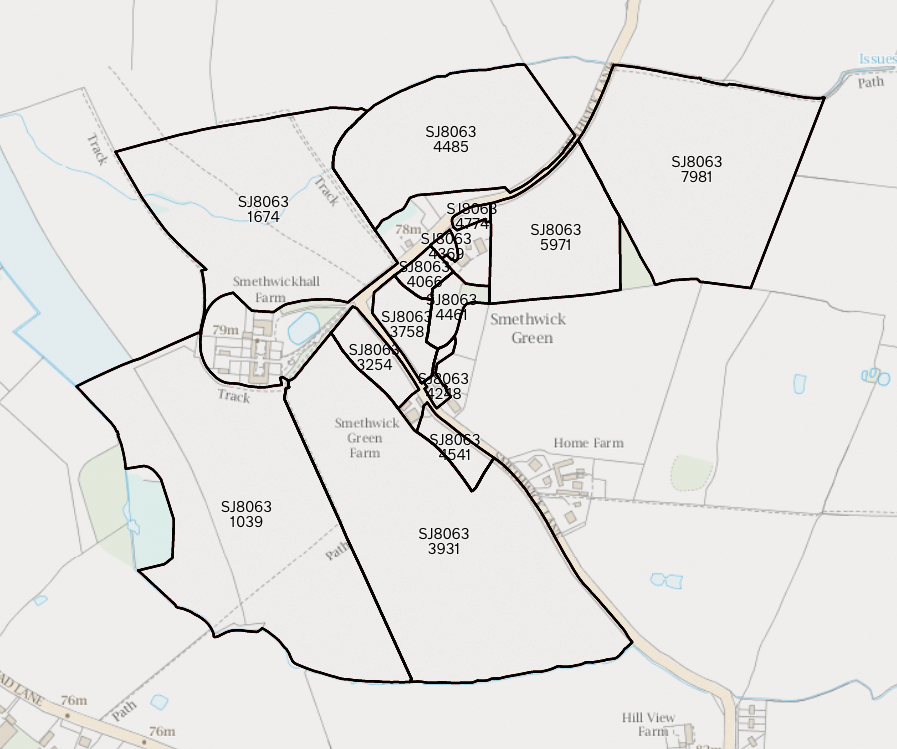 Issues
Path
SJ8063
4485
Track
SJ8063
7981
SJ8063
1674
Track
SJ8063
4774
78m
SJ8063
5971
SJ8063
4369
SJ8063
4066
Smethwickhall
Farm
SJ8063
4461
SJ8063
3758
Smethwick
Green
79m
SJ8063
3254
SJ8063
4248
Track
Smethwick
Green
Farm
SJ8063
4541
Home Farm
SJ8063
1039
SJ8063
3931
Path
76m
Path
76m
Hill View
Farm